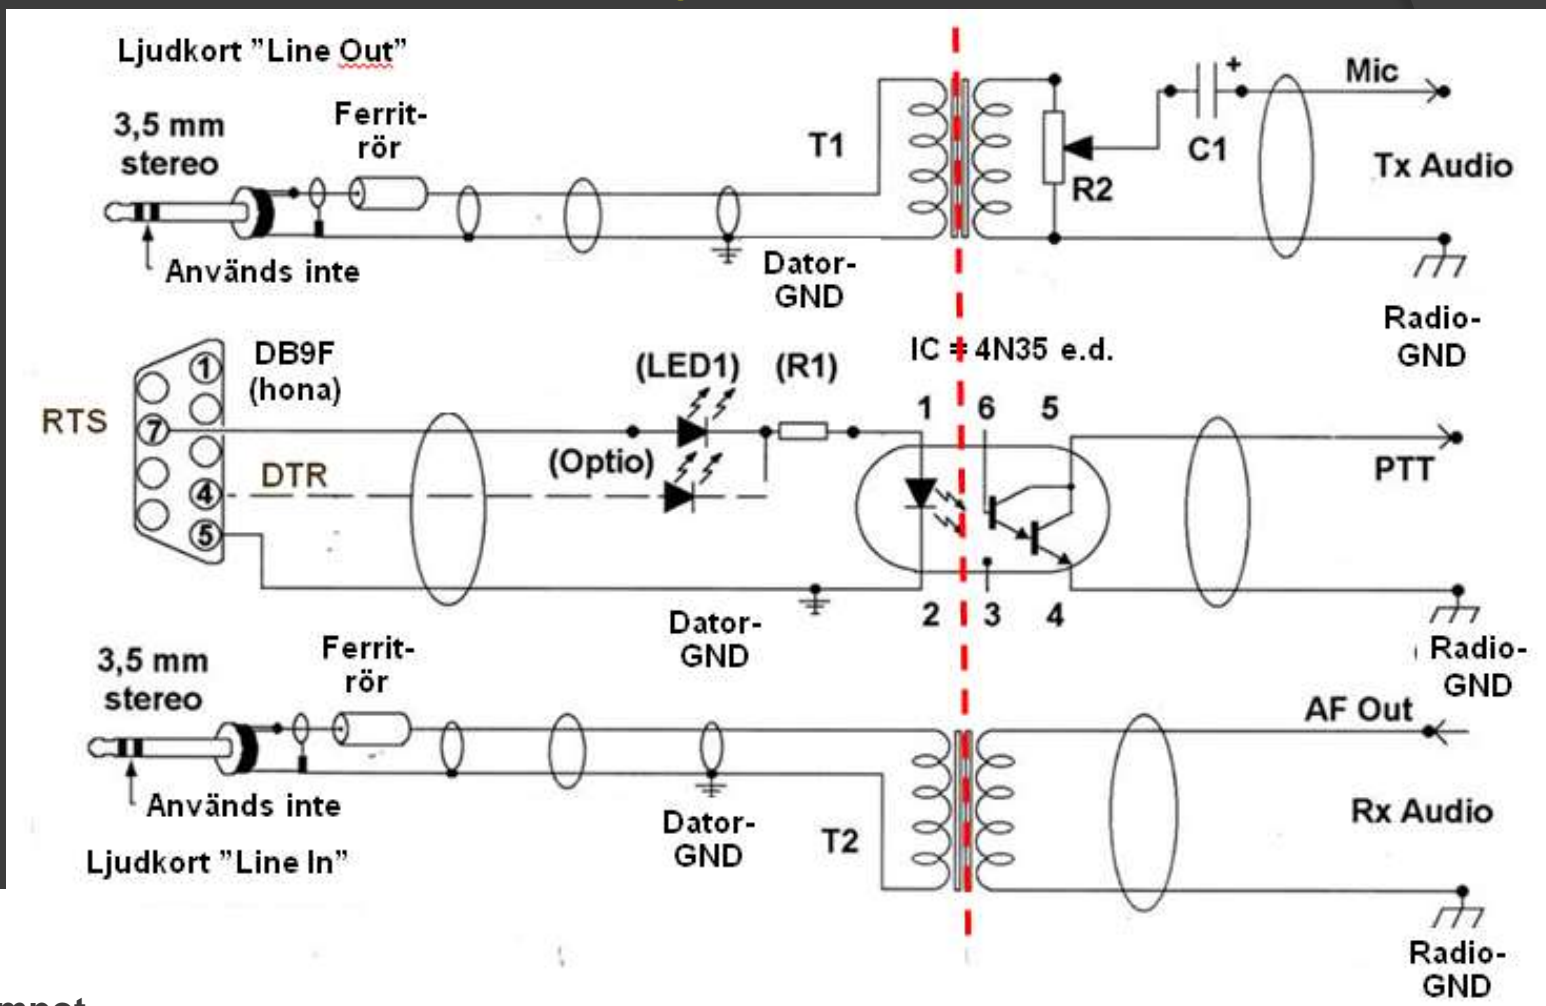 Ljudkort ”Line Out”
3,5 mm
stereo
Ferrit-
rör
Används inte
T1
Dator-
GND
R2
C1
+
Mic
Tx Audio
Radio-
GND
DB9F
(hona)
RTS
1
7
4
5
DTR
(LED1)
(R1)
(Optio)
IC = 4N35 e.d.
1
6
5
2
3
4
PTT
Dator-
GND
Radio-
GND
3,5 mm
stereo
Ferrit-
rör
Används inte
Ljudkort ”Line In”
Dator-
GND
T2
AF Out
Rx Audio
Radio-
GND